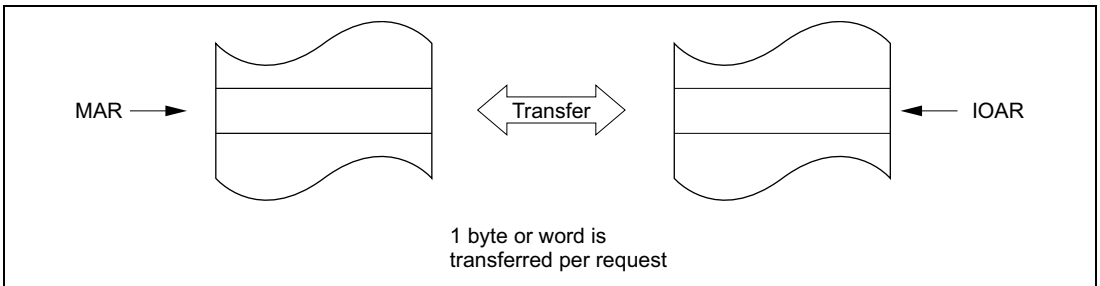 MAR
Transfer
IOAR
1 byte or word is
transferred per request